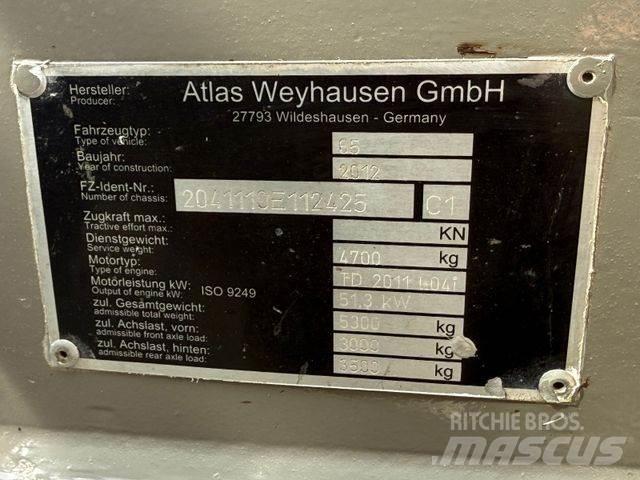 Hersteller: Atlas Weyhausen GmbH
Producer:
27793 Wildeshausen - Germany
Fahrzeugtyp: 65
Type of vehicle:
Baujahr: 2012
Year of construction:
FZ-Ident-Nr.: 2041110E112425 C1
Number of chassis:
Zugkraft max.: KN
Tractive effort max.:
Dienstgewicht: 4700 kg
Service weight:
Motortyp: TD 2011 L04i
Type of engine:
Motörleistung kW: ISO 9249 51.3 kW
Output of engine kW:
zul. Gesamtgewicht: 5300 kg
admissible total weight:
zul. Achslast, vorn: 3000 kg
admissible front axle load:
zul. Achslast, hinten: 3500 kg
admissible rear axle load:
RITCHIE BROS.
MASCUS